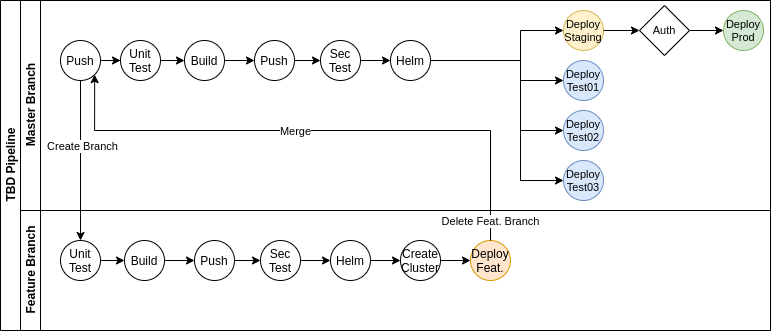 TBD Pipeline
Master Branch
Push
Unit
Test
Build
Push
Sec
Test
Helm
Deploy
Staging
Auth
Deploy
Prod
Deploy
Test01
Deploy
Test02
Deploy
Test03
Merge
Create Branch
Delete Feat. Branch
Feature Branch
Unit
Test
Build
Push
Sec
Test
Helm
Create
Cluster
Deploy
Feat.